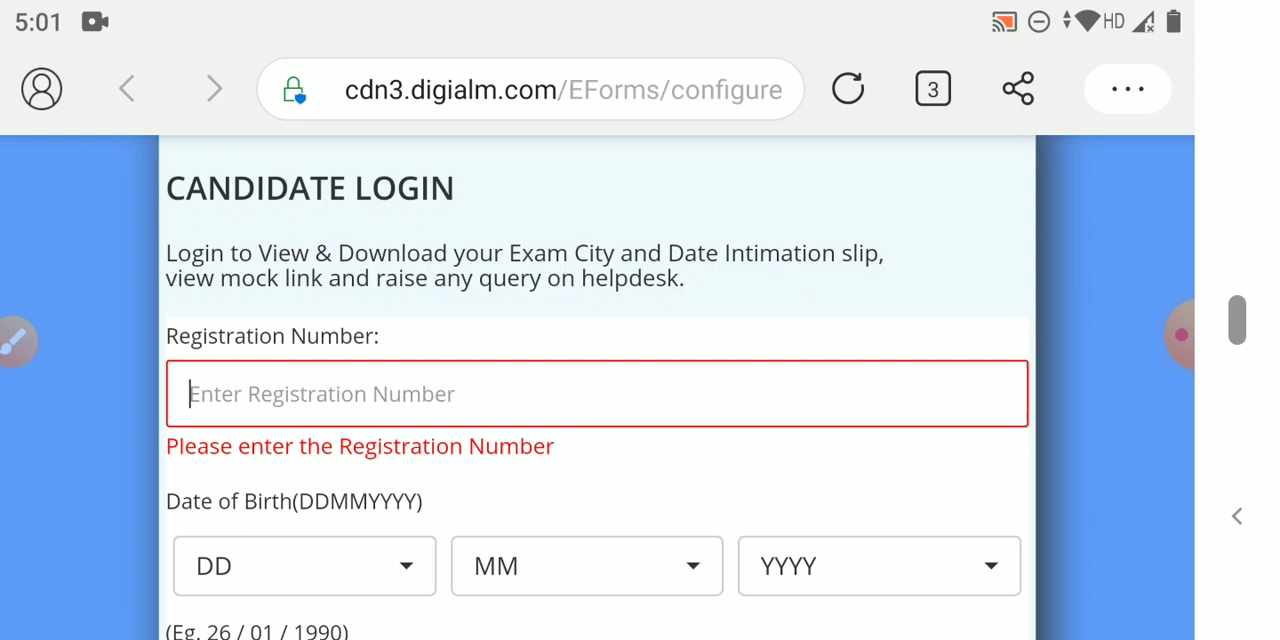 5:01
HD
cdn3.digialm.com/EForms/configure
3
CANDIDATE LOGIN
Login to View & Download your Exam City and Date Intimation slip,
view mock link and raise any query on helpdesk.
Registration Number:
Enter Registration Number
Please enter the Registration Number
Date of Birth(DDMMYYYY)
DD MM YYYY
(Eg. 26 / 01 / 1990)